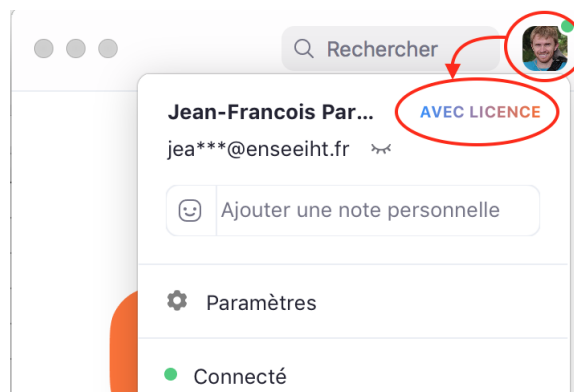 Rechercher
Jean-Francois Par...
AVEC LICENCE
jea***@enseeiht.fr
Ajouter une note personnelle
Paramètres
Connecté